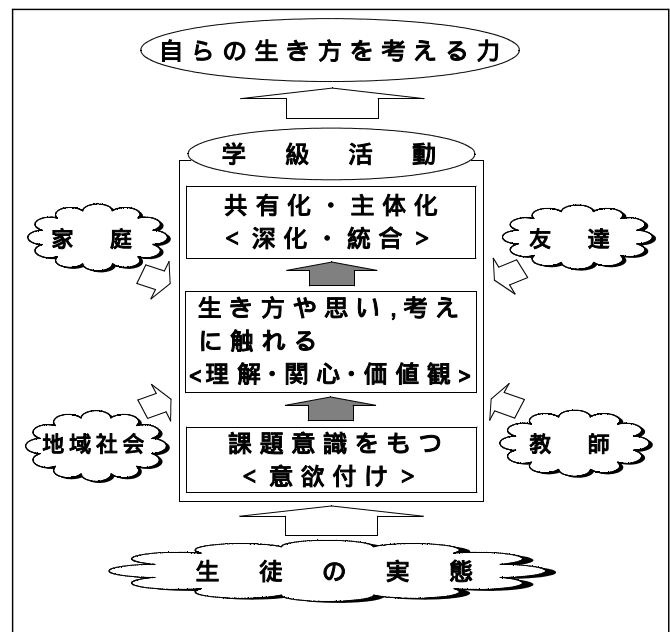 自らの生き方を考える力
学級活動
共有化・主体化
<深化・統合>
家庭
友達
生き方や思い,考え
に触れる
<理解・関心・価値観>
地域社会
教師
課題意識をもつ
<意欲付け>
生徒の実態